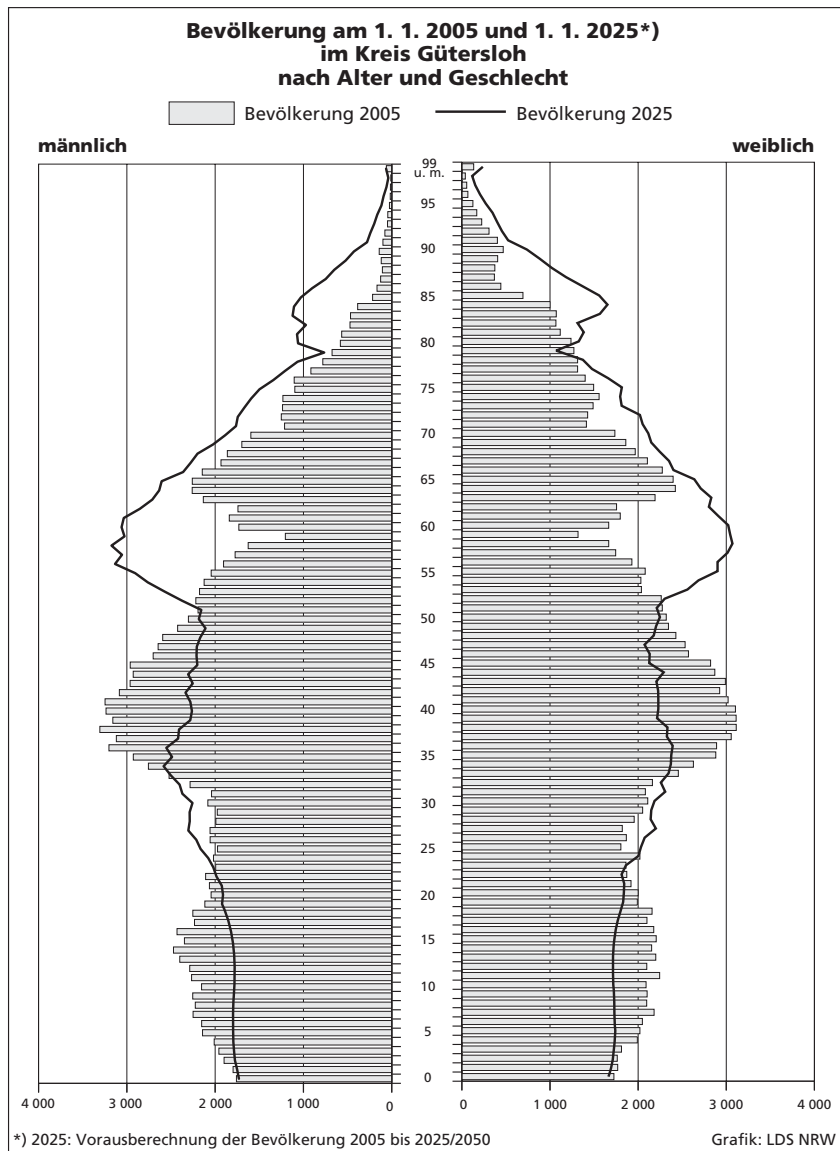 Bevölkerung am 1. 1. 2005 und 1. 1. 2025*)
im Kreis Gütersloh
nach Alter und Geschlecht
Bevölkerung 2005 Bevölkerung 2025
männlich weiblich
99
u. m.
95
90
85
80
75
70
65
60
55
50
45
40
35
30
25
20
15
10
5
0
4 000 3 000 2 000 1 000 0 0 1 000 2 000 3 000 4 000
*) 2025: Vorausberechnung der Bevölkerung 2005 bis 2025/2050 Grafik: LDS NRW